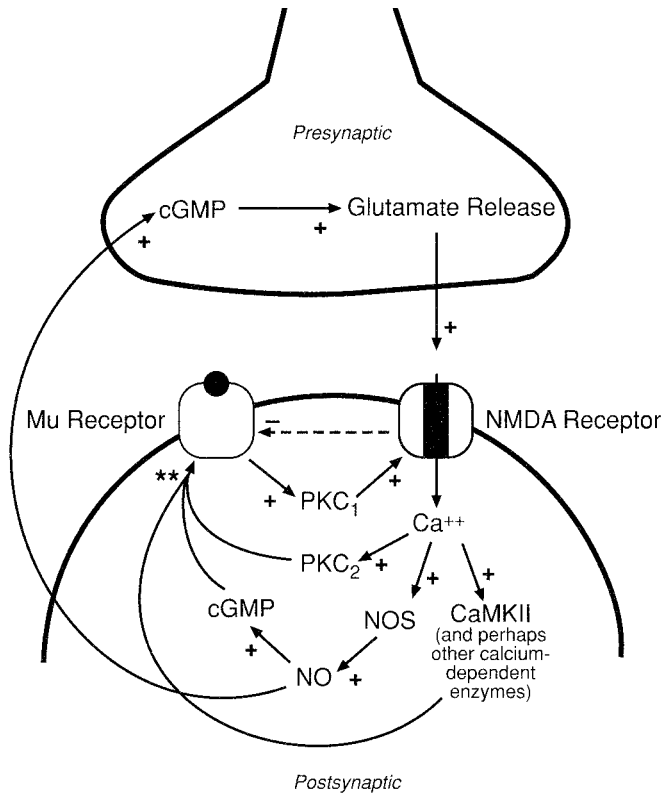 Presynaptic
cGMP
+
Glutamate Release
+
+
Mu Receptor
NMDA Receptor
–
**
+
PKC1
+
Ca++
PKC2
+
+
+
cGMP
NOS
CaMKII
(and perhaps
other calcium-
dependent
enzymes)
+
NO
+
Postsynaptic